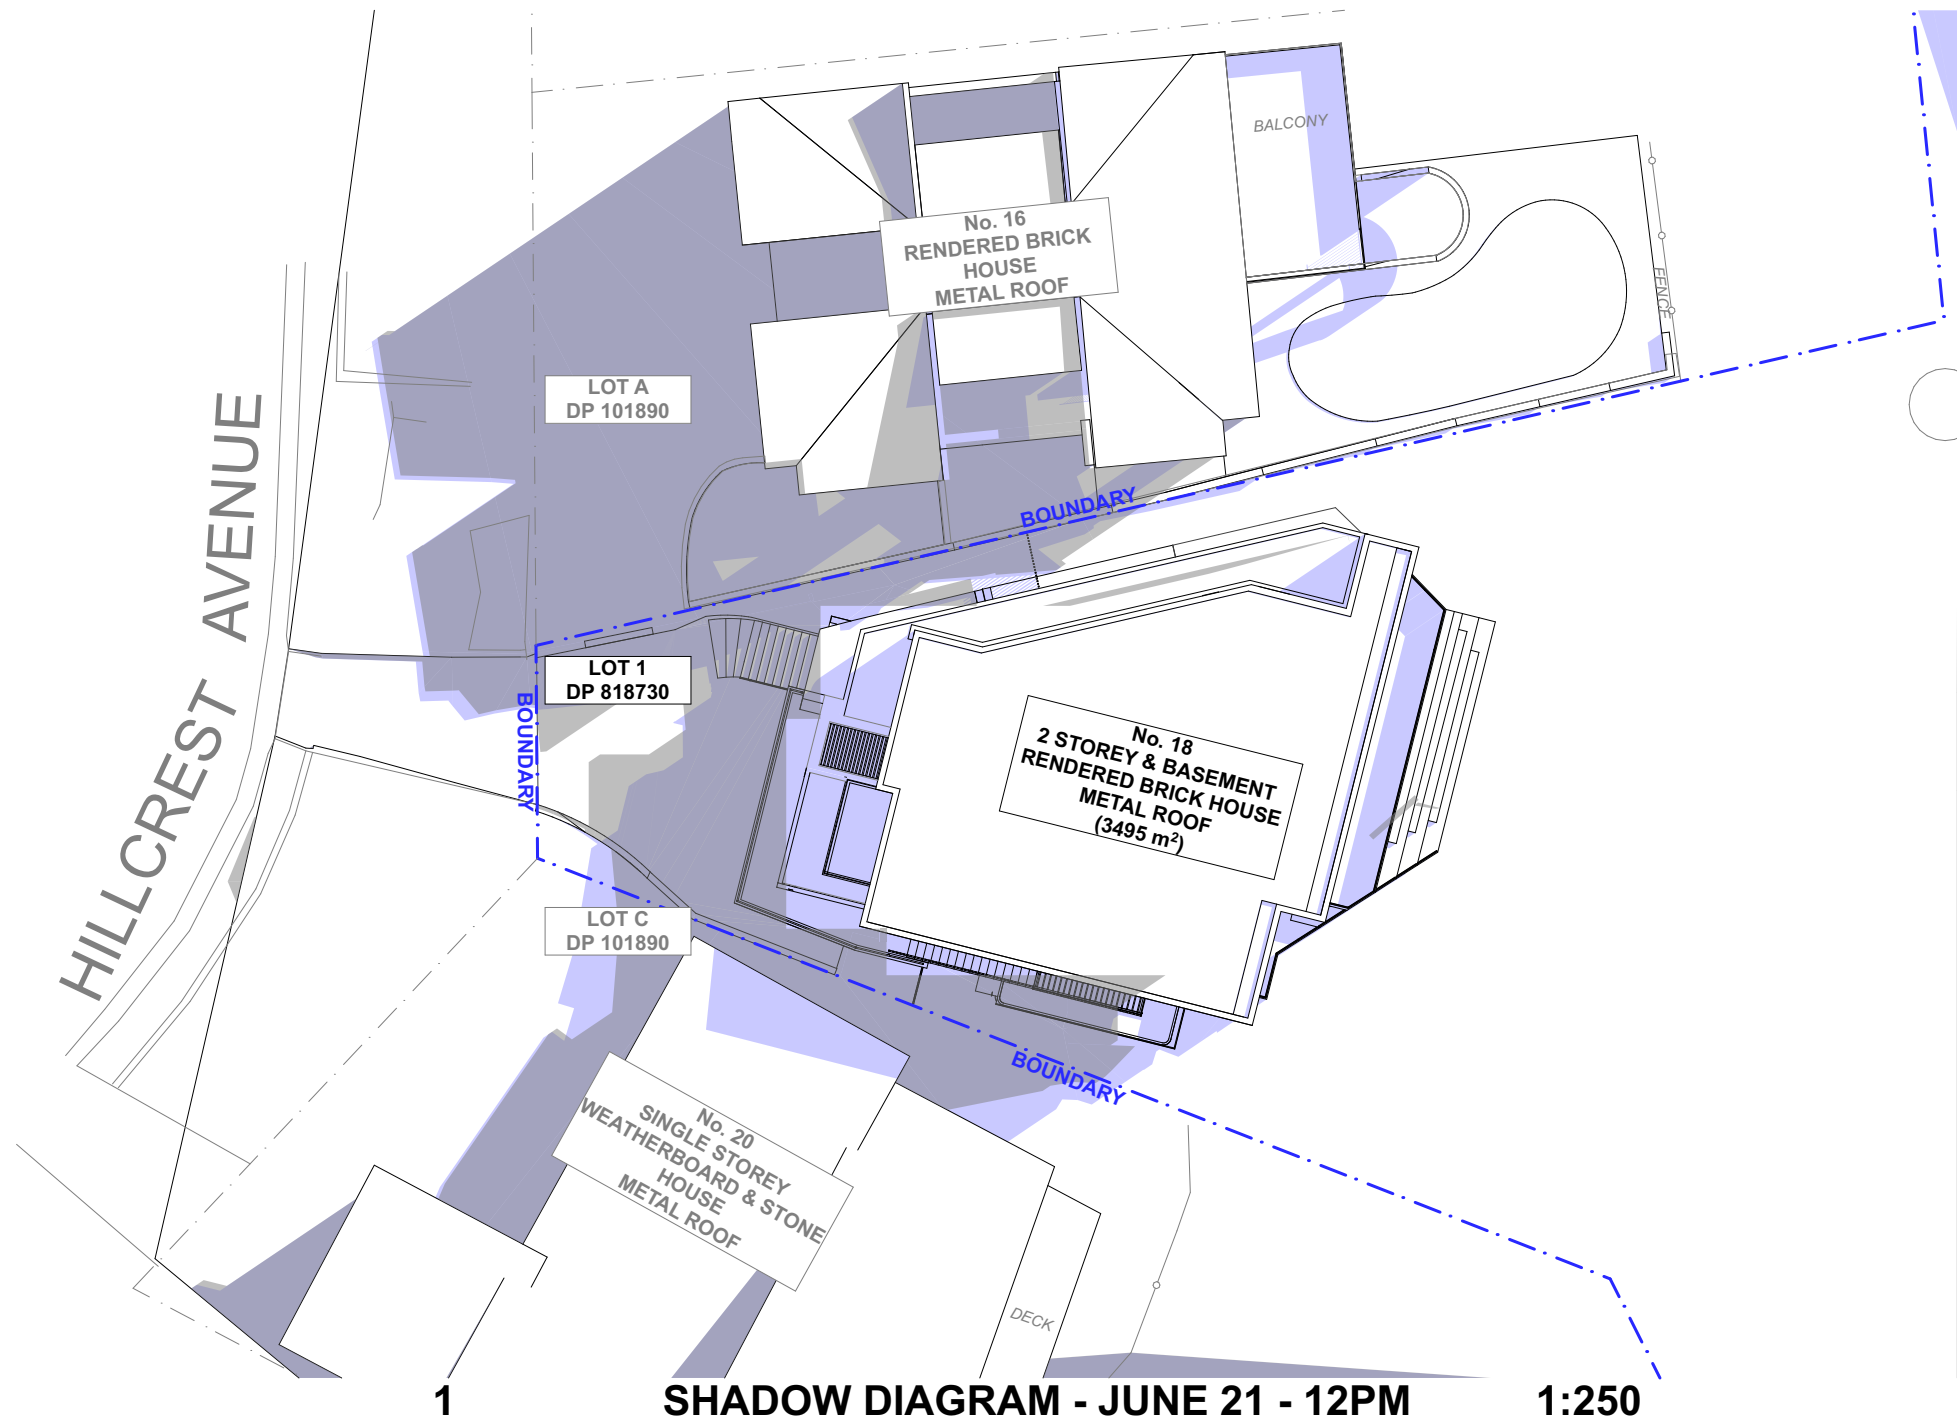 BALCONY
No. 16
RENDERED BRICK
HOUSE
METAL ROOF
FENCE
LOT A
DP 101890
HILLCREST AVENUE
BOUNDARY
LOT 1
DP 818730
BOUNDARY
No. 18
2 STOREY & BASEMENT
RENDERED BRICK HOUSE
METAL ROOF
(3495 m²)
LOT C
DP 101890
BOUNDARY
No. 20
SINGLE STOREY
WEATHERBOARD & STONE
HOUSE
METAL ROOF
DECK
1 SHADOW DIAGRAM - JUNE 21 - 12PM 1:250